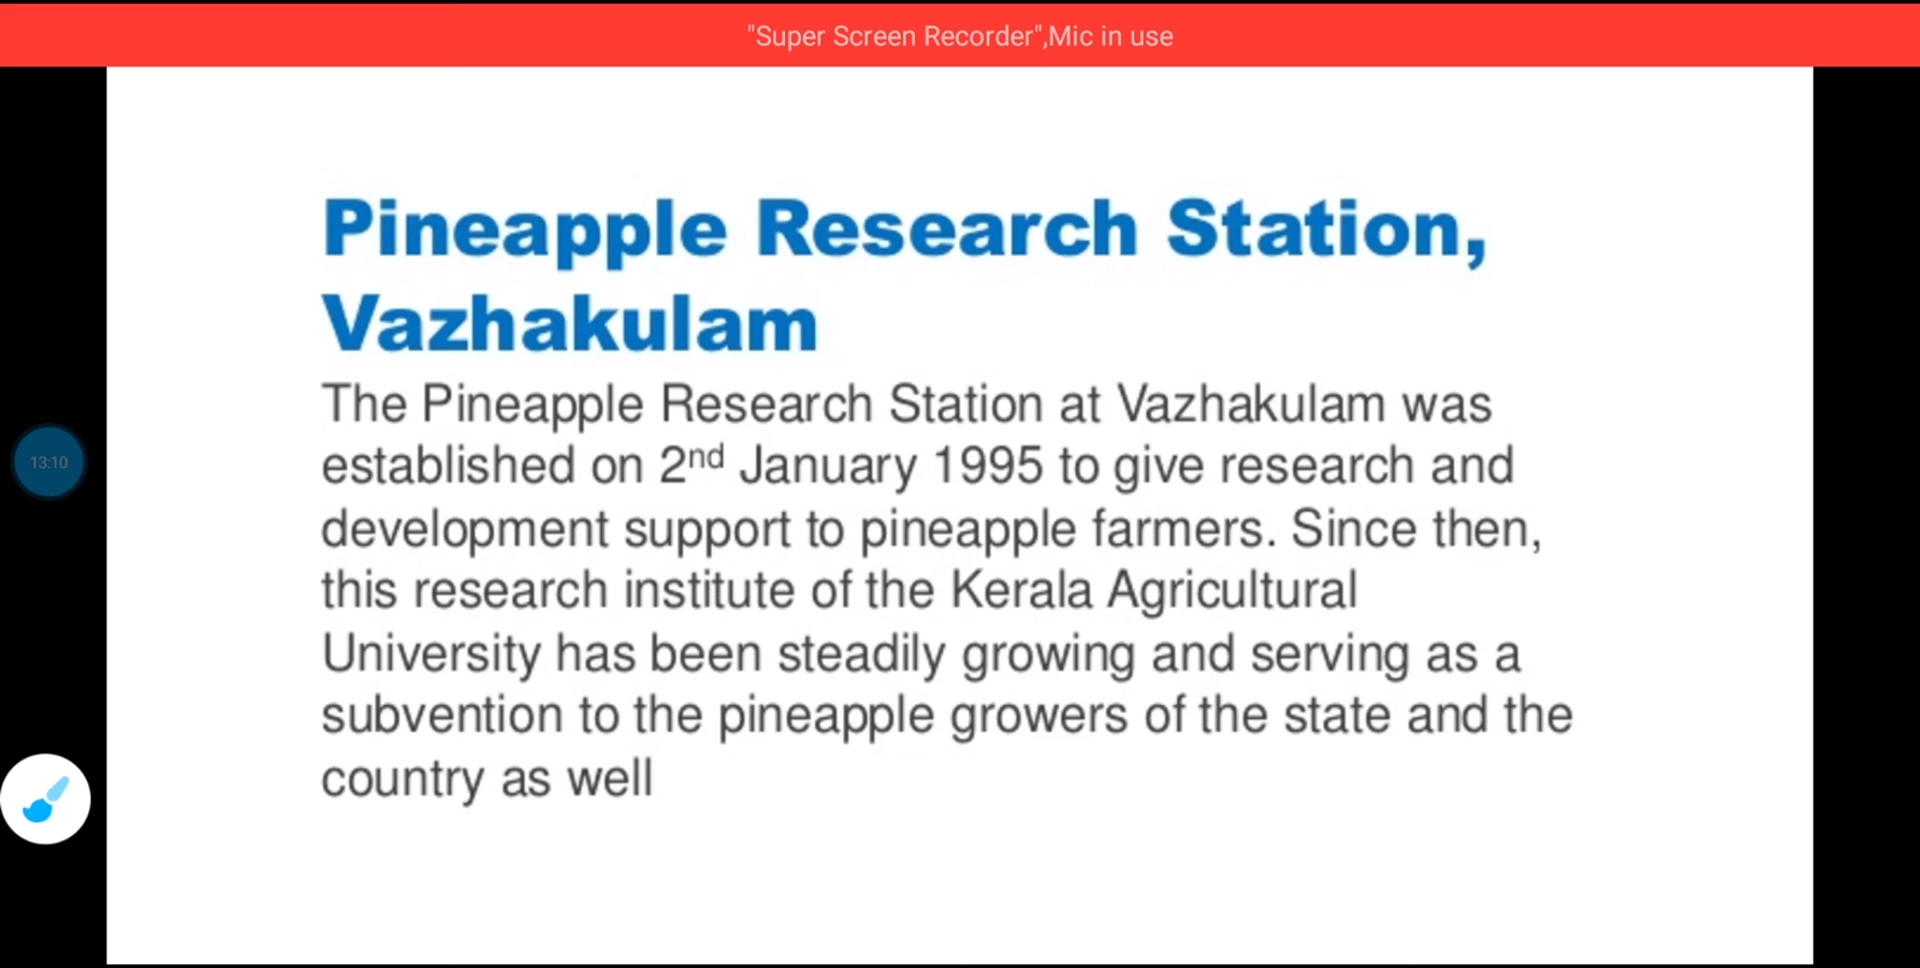 "Super Screen Recorder",Mic in use
Pineapple Research Station,
Vazhakulam
The Pineapple Research Station at Vazhakulam was
established on 2nd January 1995 to give research and
development support to pineapple farmers. Since then,
this research institute of the Kerala Agricultural
University has been steadily growing and serving as a
subvention to the pineapple growers of the state and the
country as well
13:10